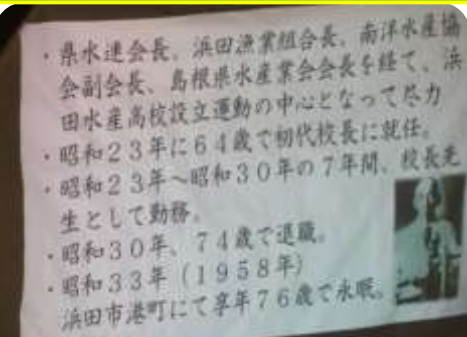 ・県水連会長、浜田漁業組合長、南洋水産協
会副会長、島根県水産業会会長を経て、浜
田水産高校設立運動の中心となって尽力
・昭和23年に64歳で初代校長に就任。
・昭和23年～昭和30年の7年間、校長先
生として勤務。
・昭和30年、74歳で退職。
・昭和33年（1958年）
浜田市港町にて享年76歳で永眠。